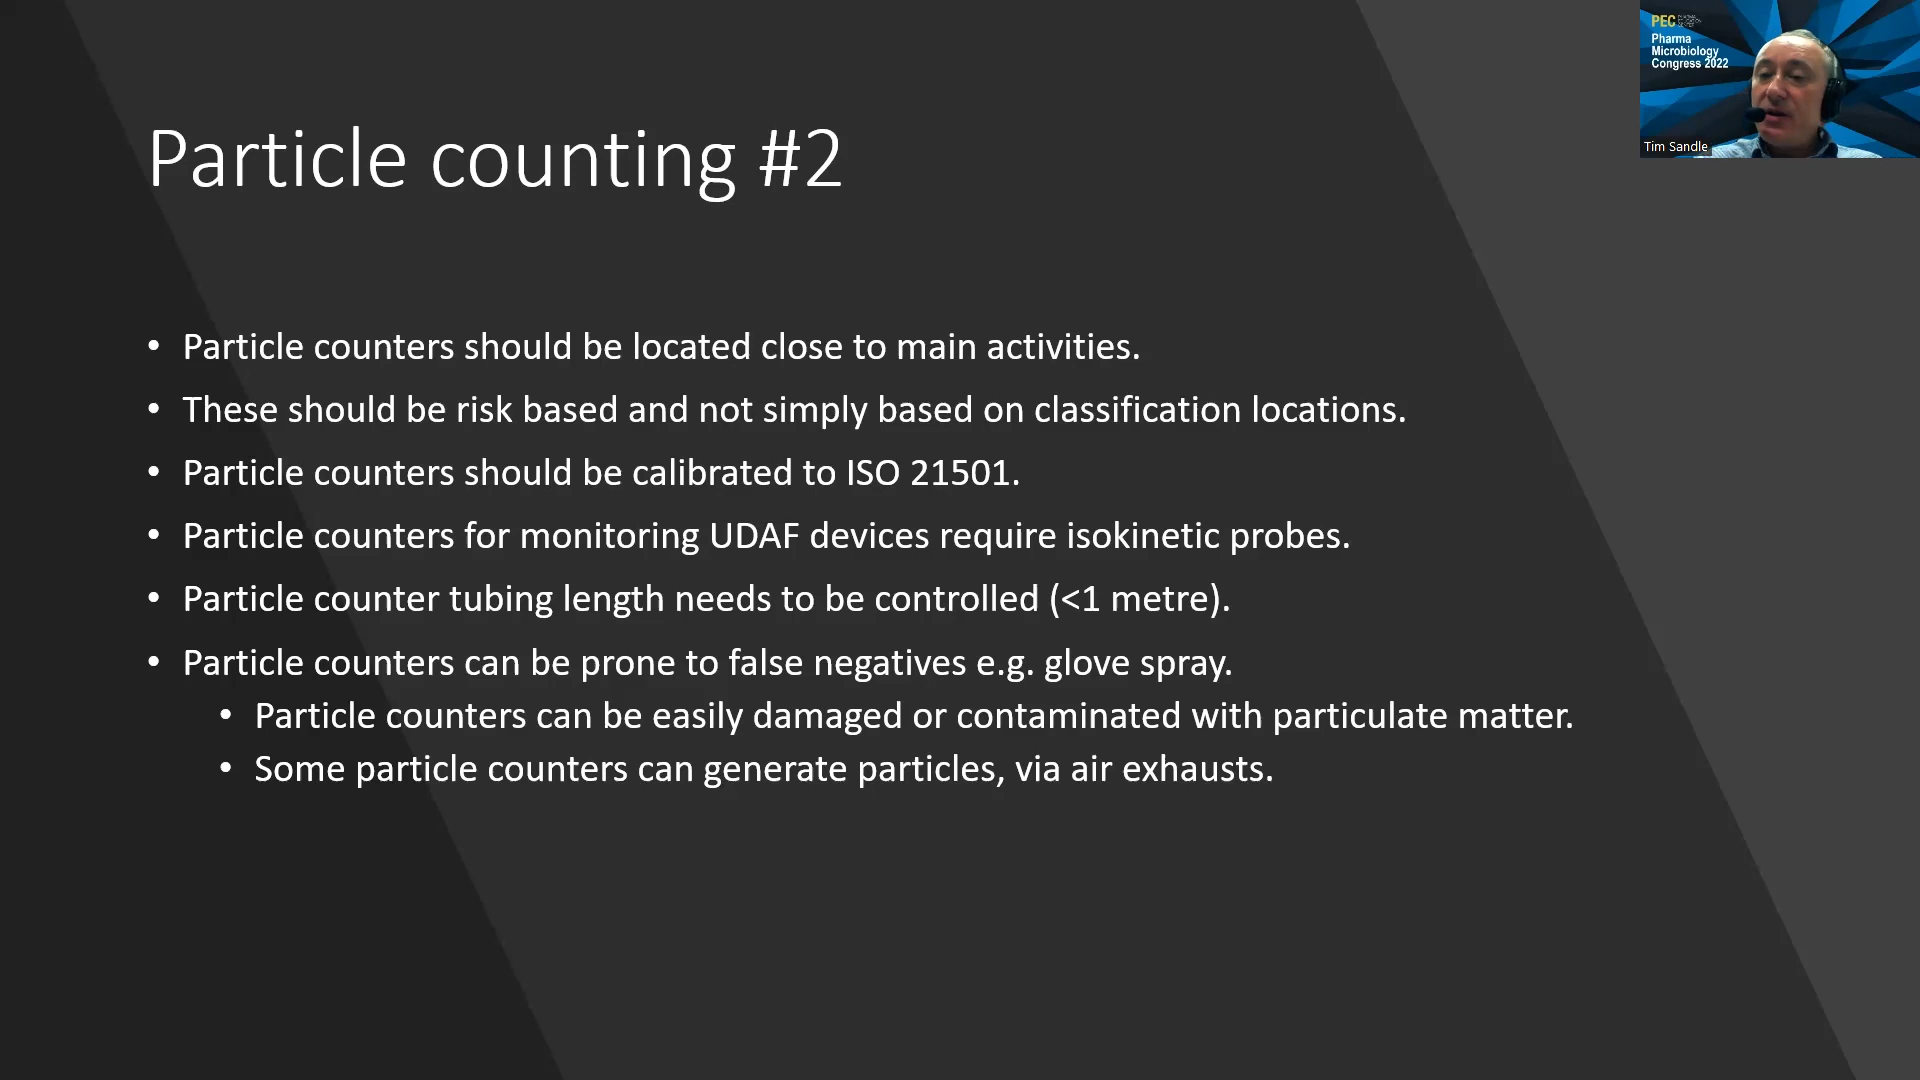 PEC
Pharma
Microbiology
Congress 2022
Tim Sandle
Particle counting #2
• Particle counters should be located close to main activities.
• These should be risk based and not simply based on classification locations.
• Particle counters should be calibrated to ISO 21501.
• Particle counters for monitoring UDAF devices require isokinetic probes.
• Particle counter tubing length needs to be controlled (<1 metre).
• Particle counters can be prone to false negatives e.g. glove spray.
• Particle counters can be easily damaged or contaminated with particulate matter.
• Some particle counters can generate particles, via air exhausts.